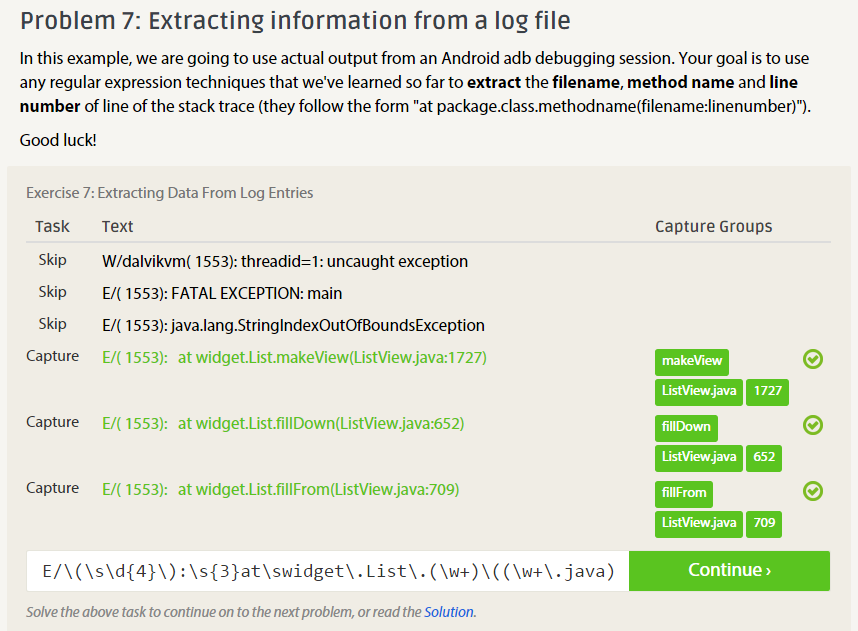 Problem 7: Extracting information from a log file
In this example, we are going to use actual output from an Android adb debugging session. Your goal is to use
any regular expression techniques that we've learned so far to extract the filename, method name and line
number of line of the stack trace (they follow the form "at package.class.methodname(filename:linenumber)").
Good luck!
Exercise 7: Extracting Data From Log Entries
Task Text Capture Groups
Skip W/dalvikvm( 1553): threadid=1: uncaught exception
Skip E/( 1553): FATAL EXCEPTION: main
Skip E/( 1553): java.lang.StringIndexOutOfBoundsException
Capture E/( 1553):   at widget.List.makeView(ListView.java:1727) makeView
ListView.java 1727
Capture E/( 1553):   at widget.List.fillDown(ListView.java:652) fillDown
ListView.java 652
Capture E/( 1553):   at widget.List.fillFrom(ListView.java:709) fillFrom
ListView.java 709
E/\(\s\d{4}\):\s{3}at\swidget\.List\.(\w+)\((\w+\.java) Continue ›
Solve the above task to continue on to the next problem, or read the Solution.